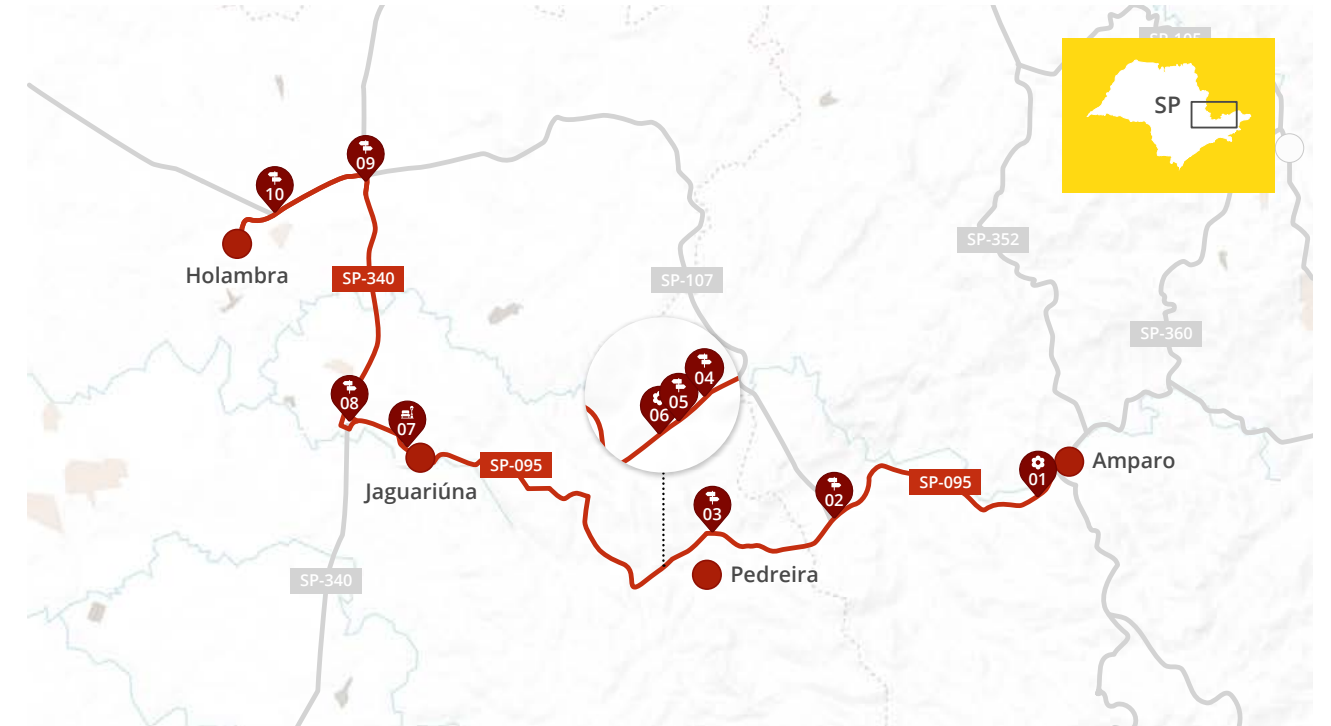 SP-105
SP
09
10
SP-352
Holambra
SP-340
SP-107
SP-360
04
05
06
08
07
Amparo
SP-095
01
SP-095
Jaguariúna
02
03
Pedreira
SP-340